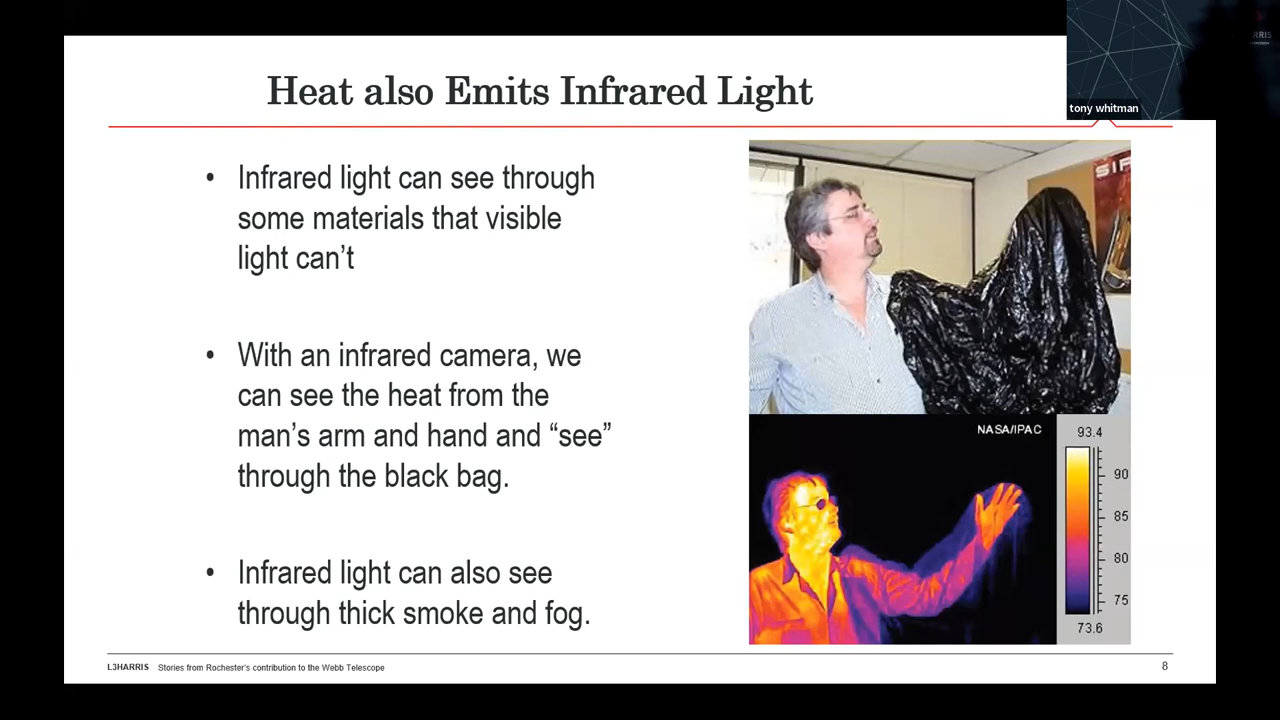 RRIS
tony whitman
Heat also Emits Infrared Light
• Infrared light can see through
some materials that visible
light can’t
• With an infrared camera, we
can see the heat from the
man’s arm and hand and “see”
through the black bag.
• Infrared light can also see
through thick smoke and fog.
SIR
NASA/IPAC
93.4
90
85
80
75
73.6
L3HARRIS Stories from Rochester’s contribution to the Webb Telescope
8